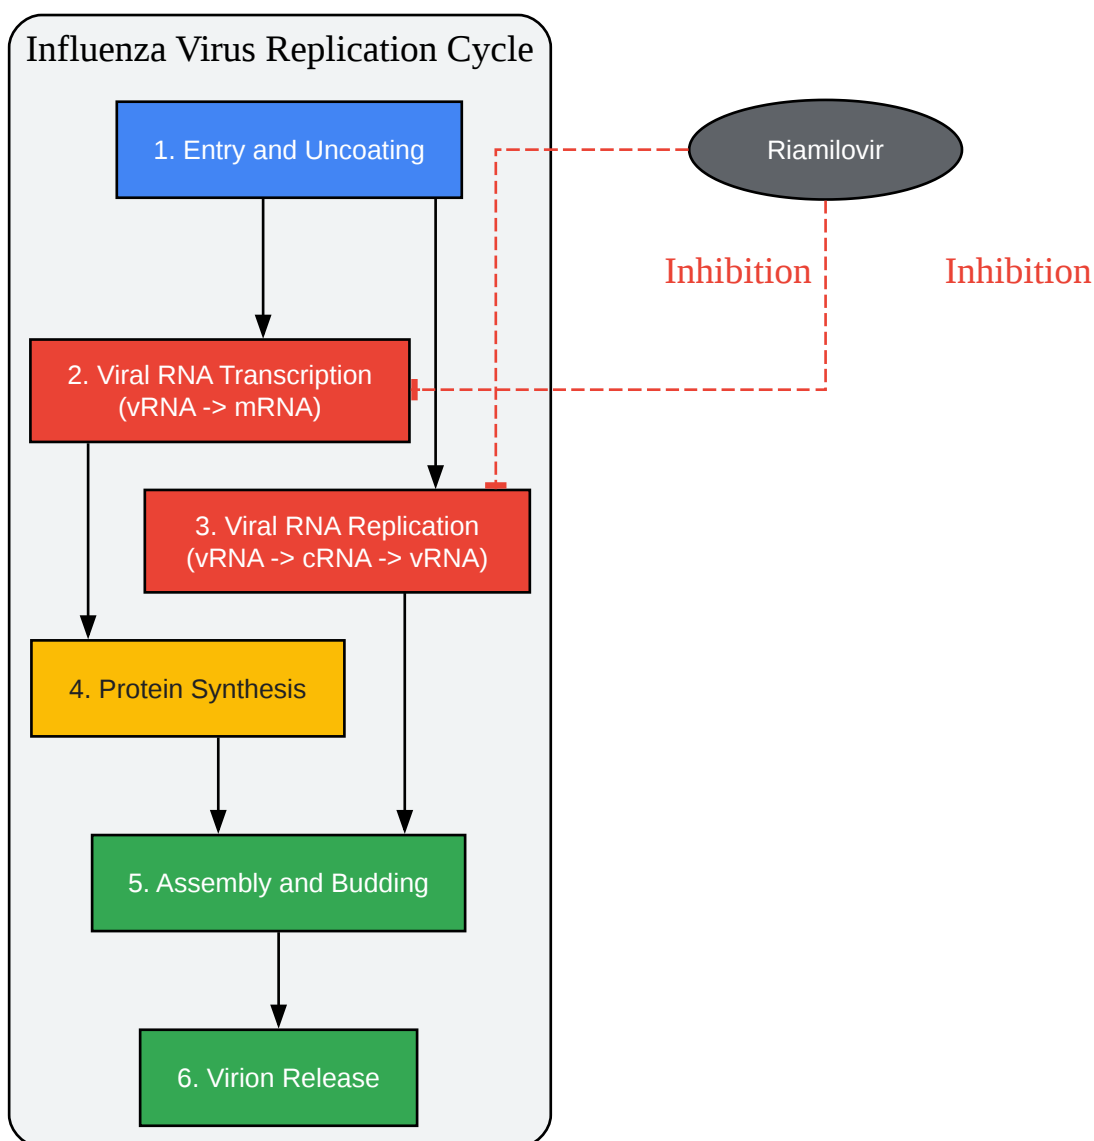 Influenza Virus Replication Cycle
1. Entry and Uncoating
Riamilovir
Inhibition
Inhibition
2. Viral RNA Transcription
(vRNA -> mRNA)
3. Viral RNA Replication
(vRNA -> cRNA -> vRNA)
4. Protein Synthesis
5. Assembly and Budding
6. Virion Release